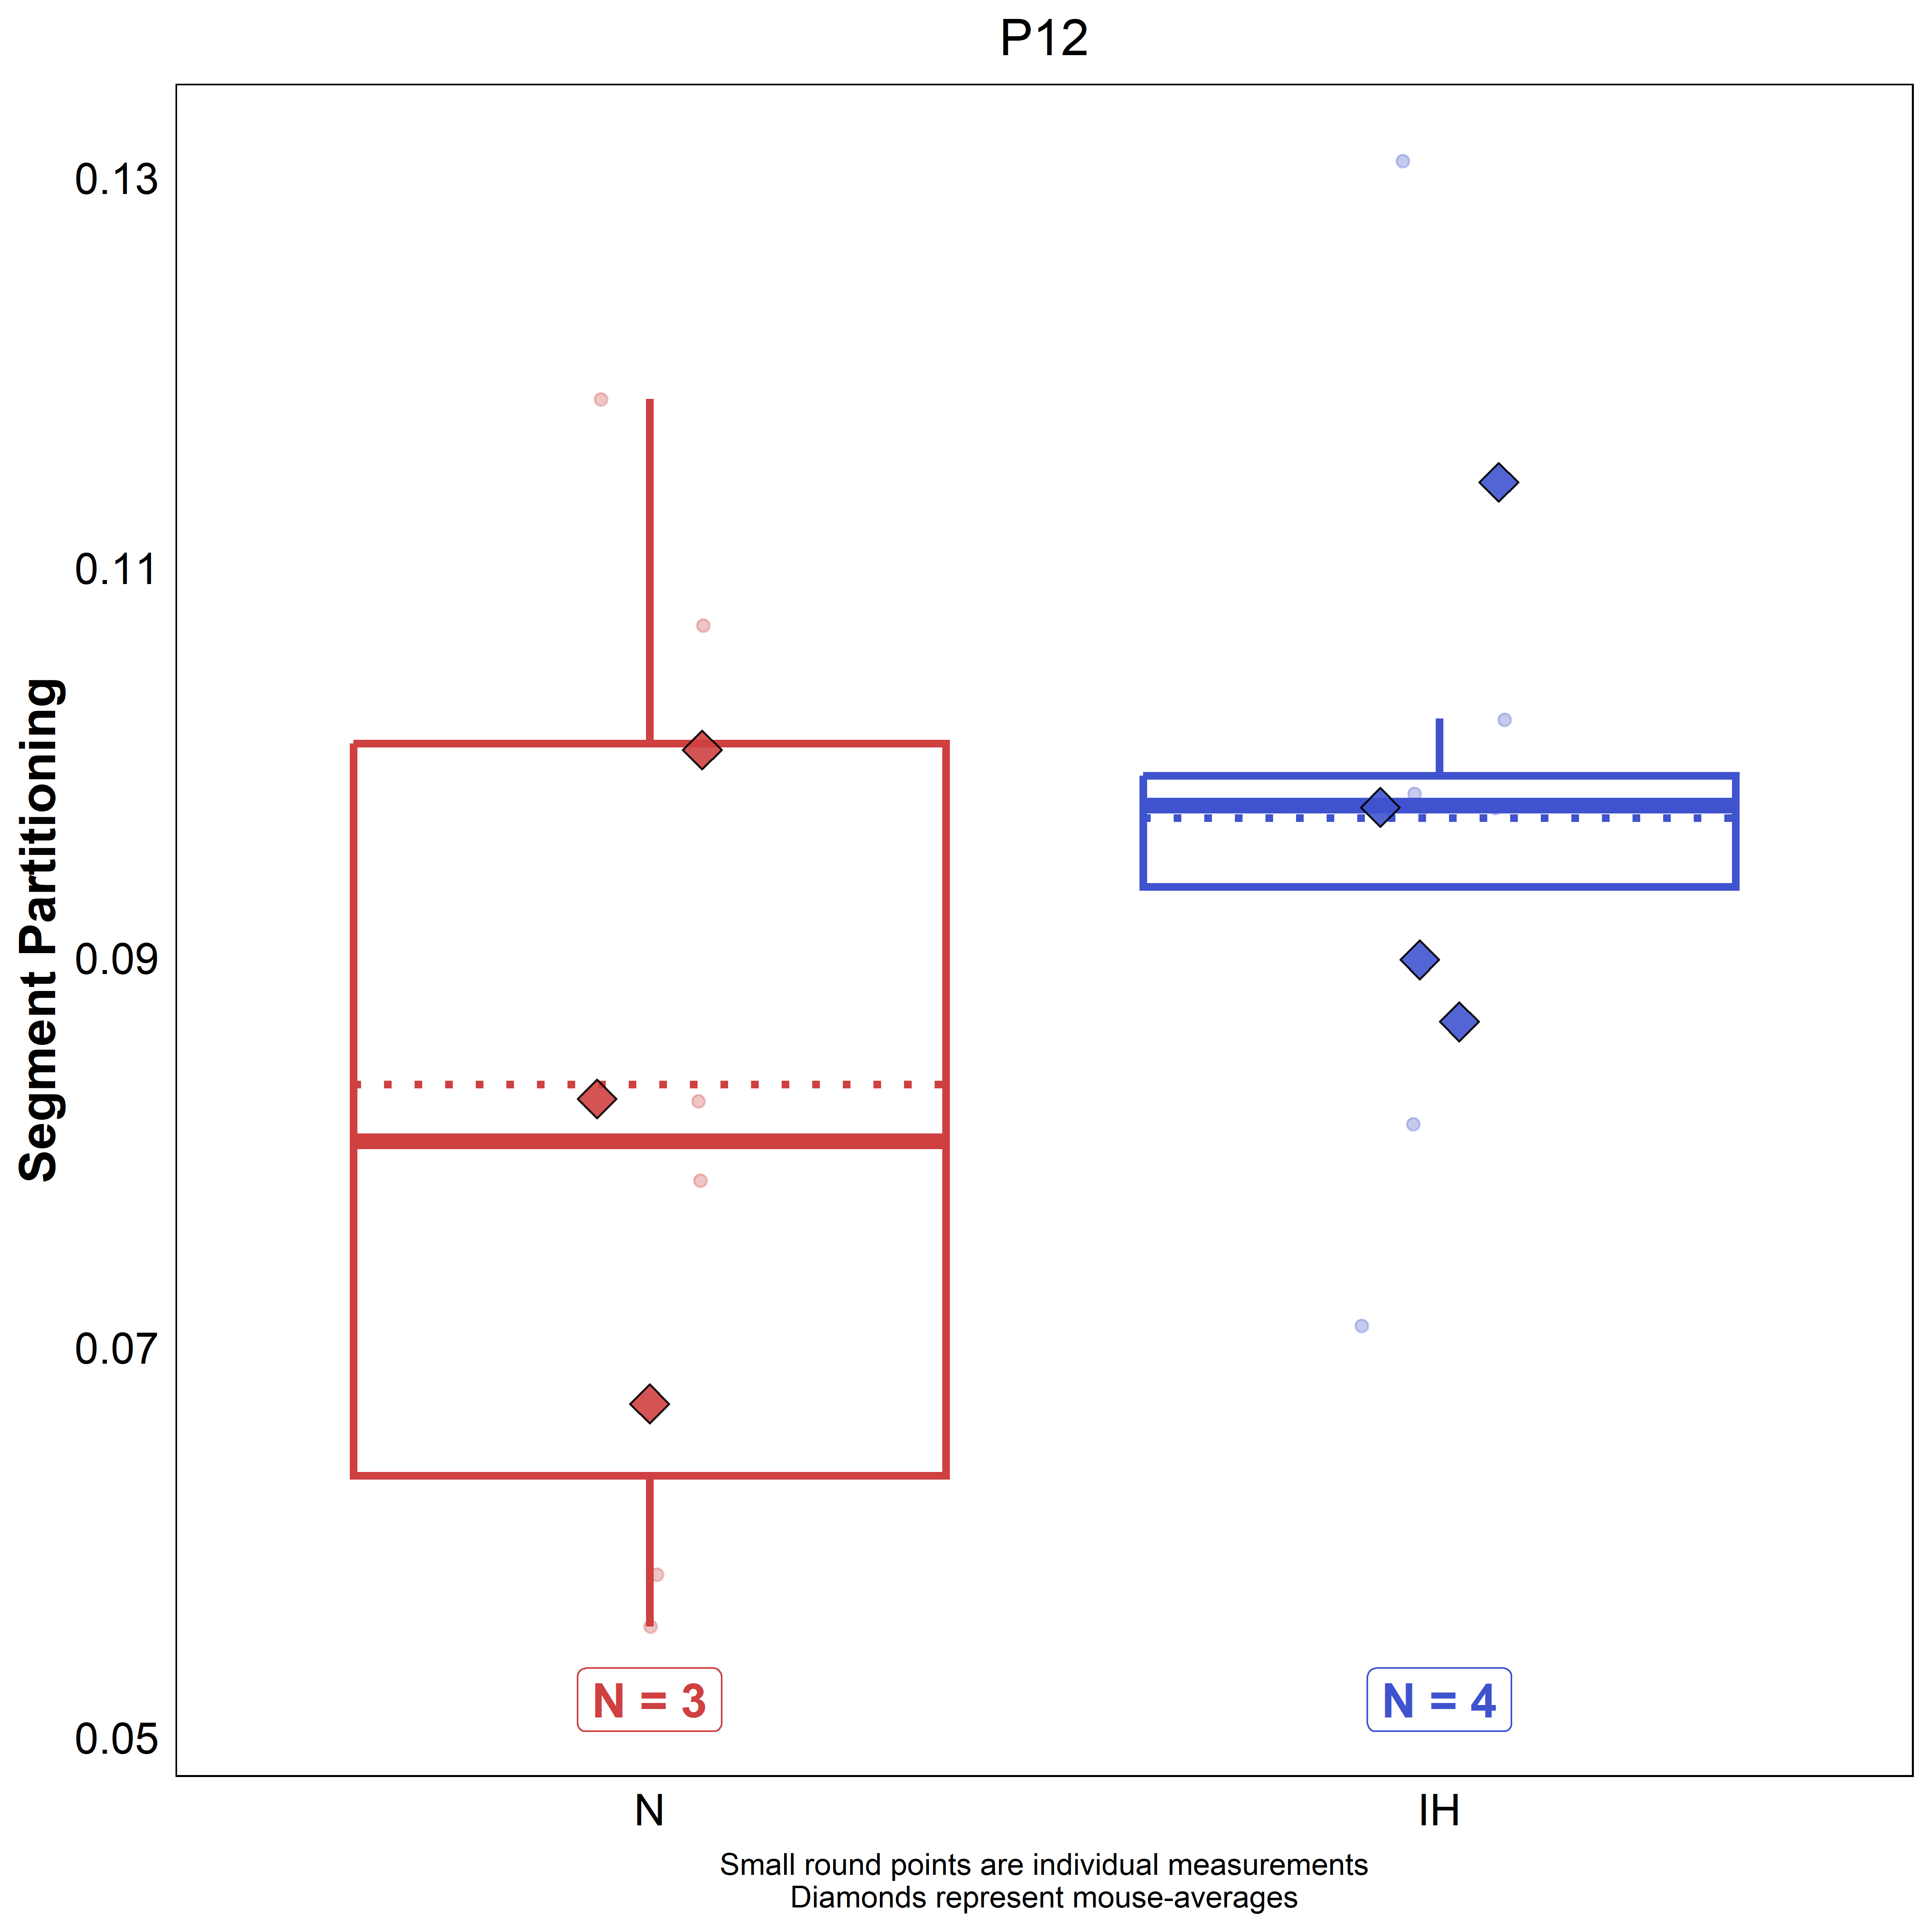 P12
Segment Partitioning
0.13
0.11
0.09
0.07
0.05
N = 3
N = 4
N
IH
Small round points are individual measurements
Diamonds represent mouse-averages